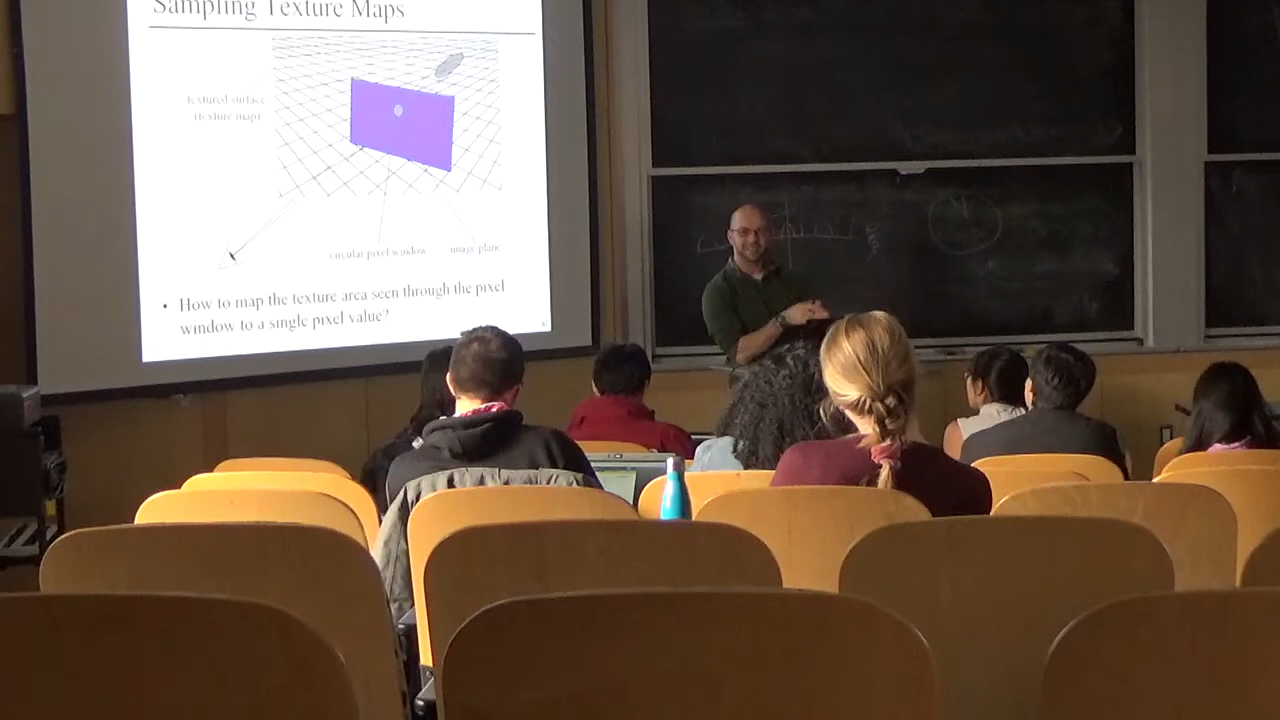 Sampling Texture Maps
textured surface
(texture map)
circular pixel window
image plane
• How to map the texture area seen through the pixel
window to a single pixel value?